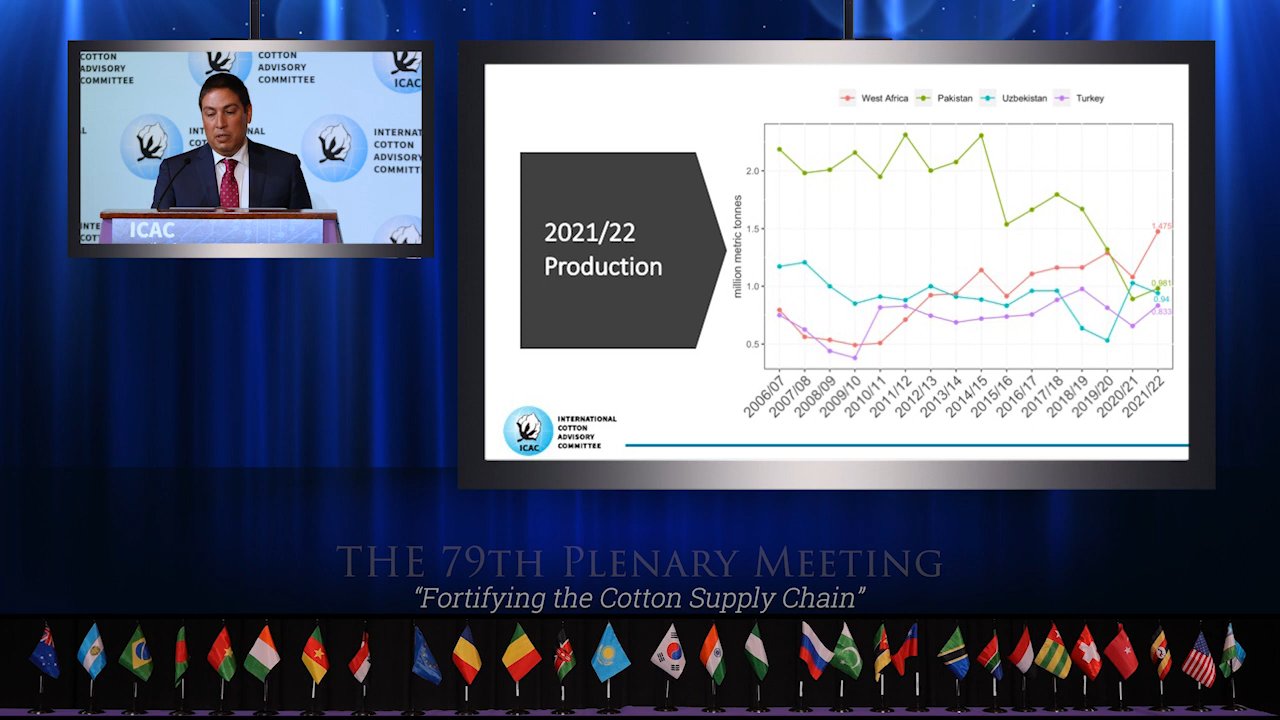 COTTON
ADVISORY
COMMITTEE
COTTON
ADVISORY
COMMITTEE
ICAC
INTERNATIONAL
COTTON
ADVISORY
ICAC
2021/22
Production
West Africa
Pakistan
Uzbekistan
Turkey
million metric tonnes
2.0
1.5
1.0
0.5
1.475
0.981
0.94
0.833
2006/07
2007/08
2008/09
2009/10
2010/11
2011/12
2012/13
2013/14
2014/15
2015/16
2016/17
2017/18
2018/19
2019/20
2020/21
2021/22
ICAC
INTERNATIONAL
COTTON
ADVISORY
COMMITTEE
THE 79TH PLENARY MEETING
“Fortifying the Cotton Supply Chain”